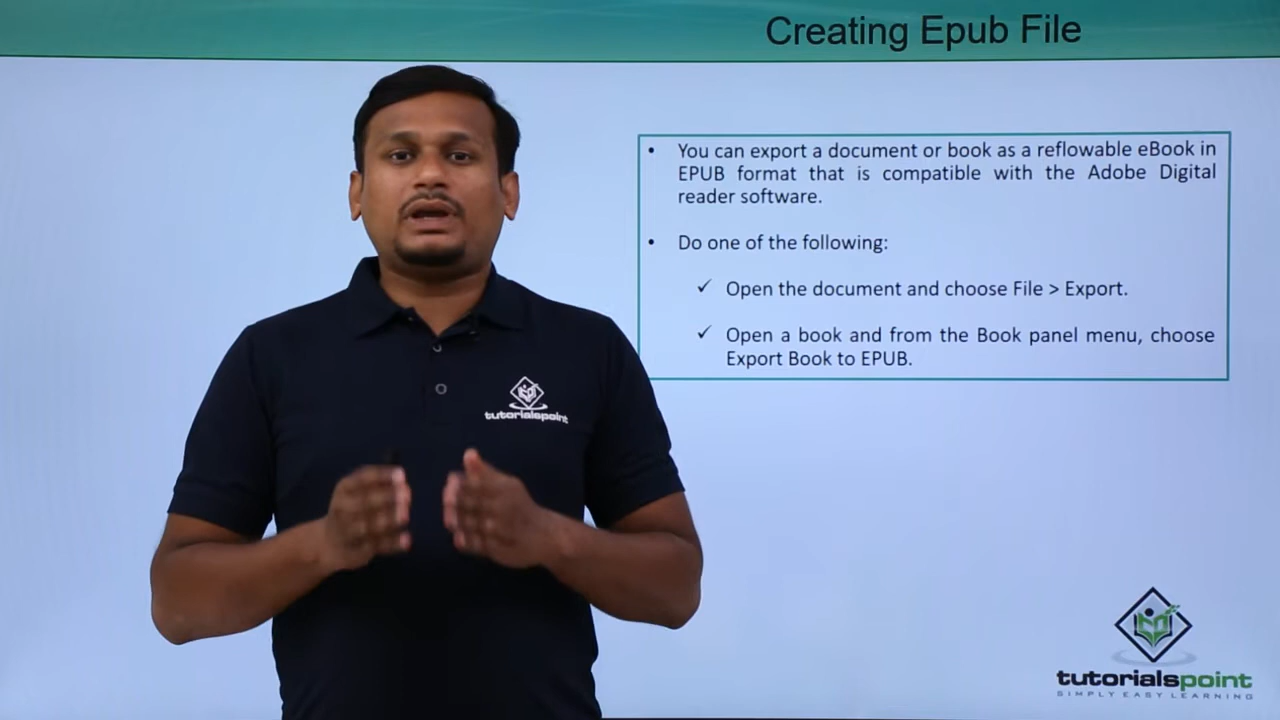 Creating Epub File
• You can export a document or book as a reflowable eBook in
EPUB format that is compatible with the Adobe Digital
reader software.
• Do one of the following:
✓ Open the document and choose File > Export.
✓ Open a book and from the Book panel menu, choose
Export Book to EPUB.
tutorialspoint
tutorialspoint
SIMPLY EASY LEARNING